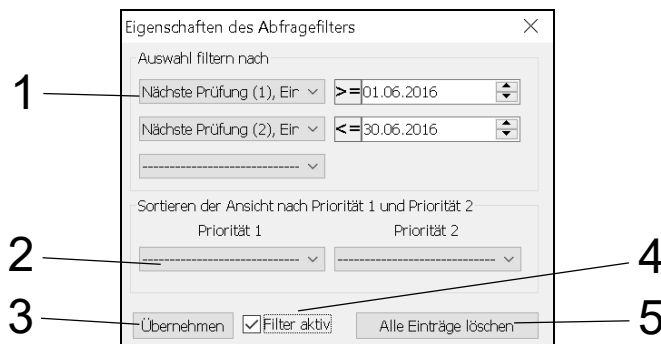 Eigenschaften des Abfragefilters
Auswahl filtern nach
1
Nächste Prüfung (1), Eir >= 01.06.2016
Nächste Prüfung (2), Eir <= 30.06.2016
----------------------------
Sortieren der Ansicht nach Priorität 1 und Priorität 2
Priorität 1 Priorität 2
2 ---------------------------- ----------------------------
4
3 Übernehmen Filter aktiv Alle Einträge löschen 5